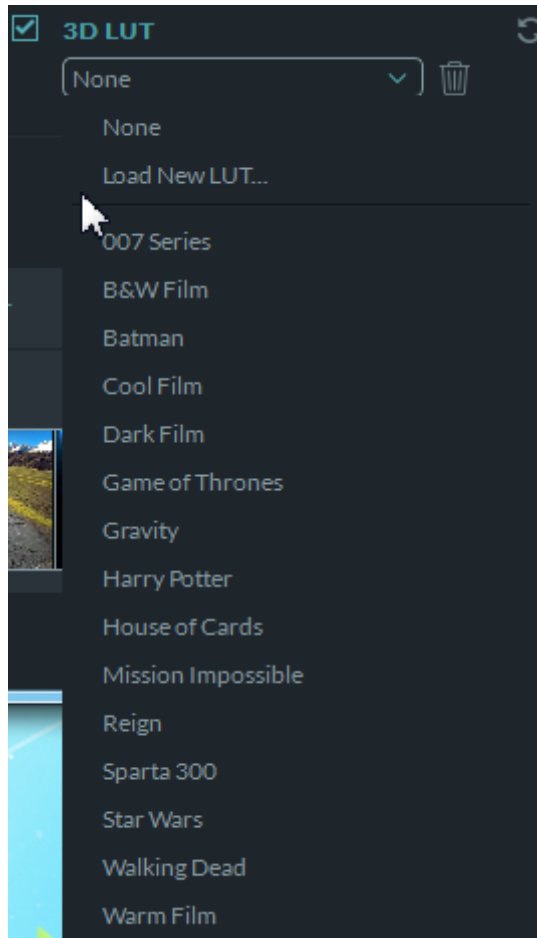 3D LUT
None
None
Load New LUT...
007 Series
B&W Film
Batman
Cool Film
Dark Film
Game of Thrones
Gravity
Harry Potter
House of Cards
Mission Impossible
Reign
Sparta 300
Star Wars
Walking Dead
Warm Film